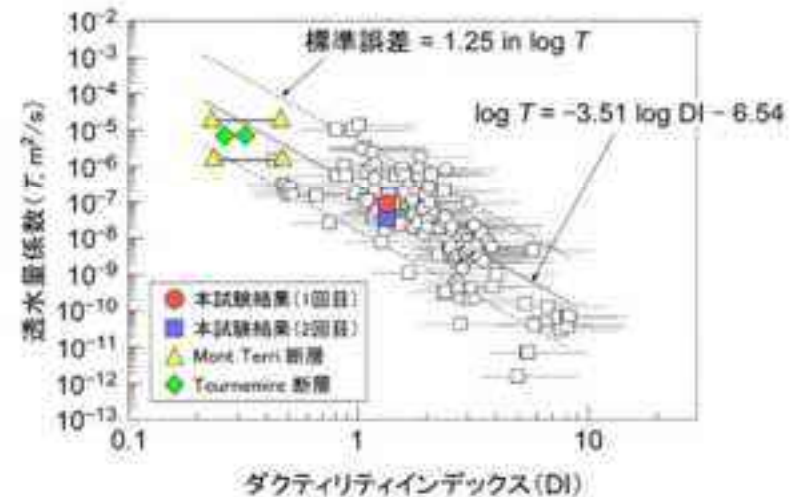 標準誤差 = 1.25 in log T
log T = −3.51 log DI − 6.54
透水量係数(T, m²/s)
10⁻²
10⁻³
10⁻⁴
10⁻⁵
10⁻⁶
10⁻⁷
10⁻⁸
10⁻⁹
10⁻¹⁰
10⁻¹¹
10⁻¹²
10⁻¹³
本試験結果(1回目)
本試験結果(2回目)
Mont Terri 断層
Tournemire 断層
0.1 1 10
ダクティリティインデックス(DI)